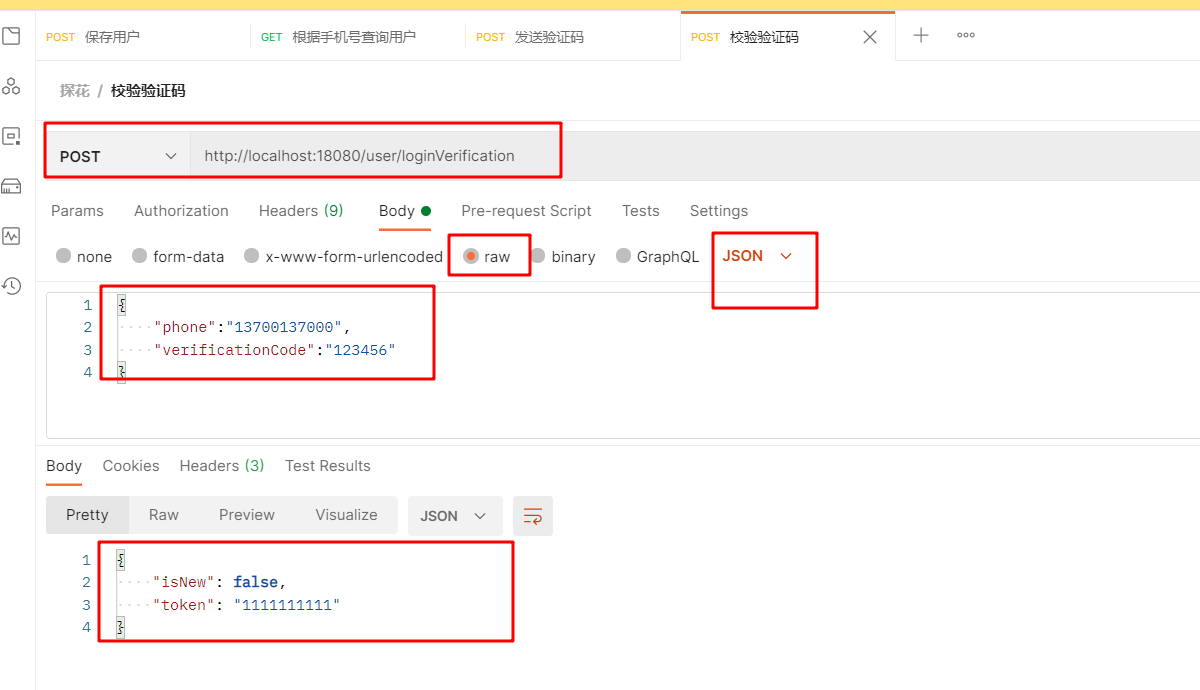 POST 保存用户 GET 根据手机号查询用户 POST 发送验证码 POST 校验验证码
探花 / 校验验证码
POST http://localhost:18080/user/loginVerification
Params Authorization Headers (9) Body Pre-request Script Tests Settings
none form-data x-www-form-urlencoded raw binary GraphQL JSON
1 {
2 "phone":"13700137000",
3 "verificationCode":"123456"
4 }
Body Cookies Headers (3) Test Results
Pretty Raw Preview Visualize JSON
1 {
2 "isNew": false,
3 "token": "1111111111"
4 }